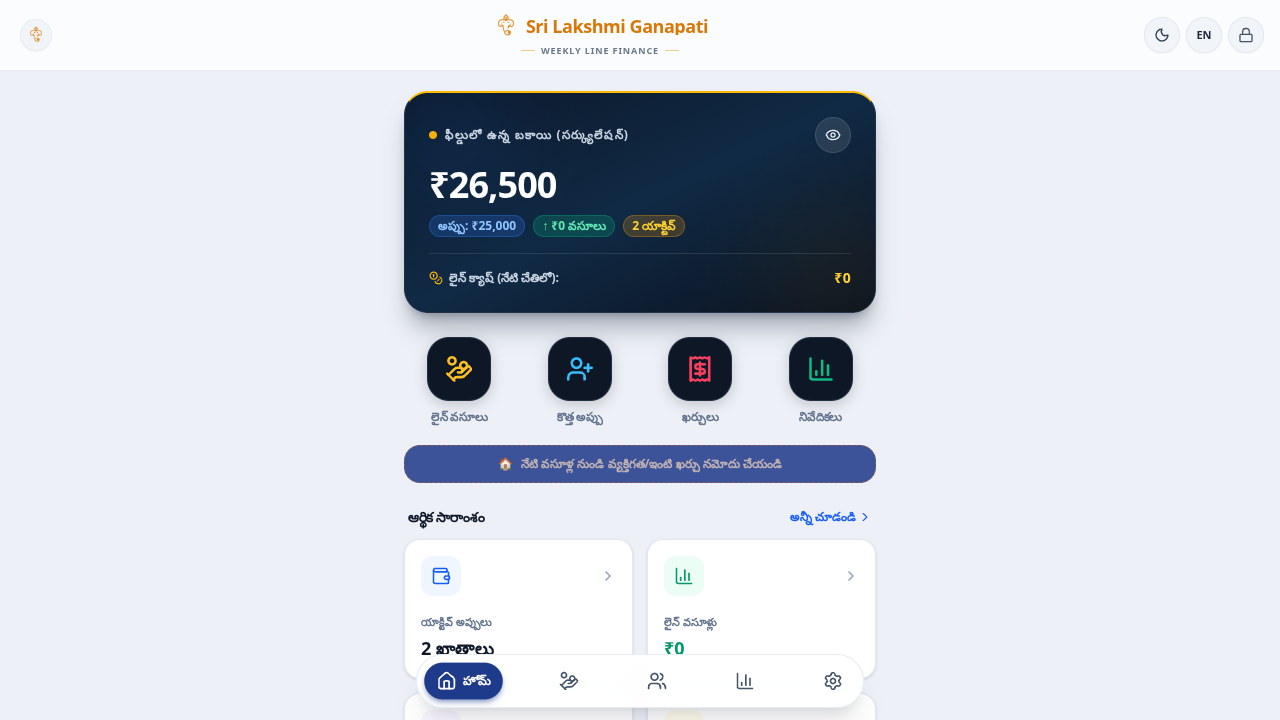 Sri Lakshmi Ganapati
WEEKLY LINE FINANCE
EN
ఫీల్డులో ఉన్న బకాయి (సర్క్యులేషన్)
₹26,500
అప్పు: ₹25,000
↑ ₹0 వసూలు
2 యాక్టివ్
లైన్ క్యాష్ (నేటి చేతిలో):
₹0
లైన్ వసూలు
కొత్త అప్పు
ఖర్చులు
నివేదికలు
🏠 నేటి వసూళ్ల నుండి వ్యక్తిగత/ఇంటి ఖర్చు నమోదు చేయండి
ఆర్థిక సారాంశం
అన్నీ చూడండి
యాక్టివ్ అప్పులు
2 ఖాతాలు
లైన్ వసూళ్లు
₹0
హోమ్